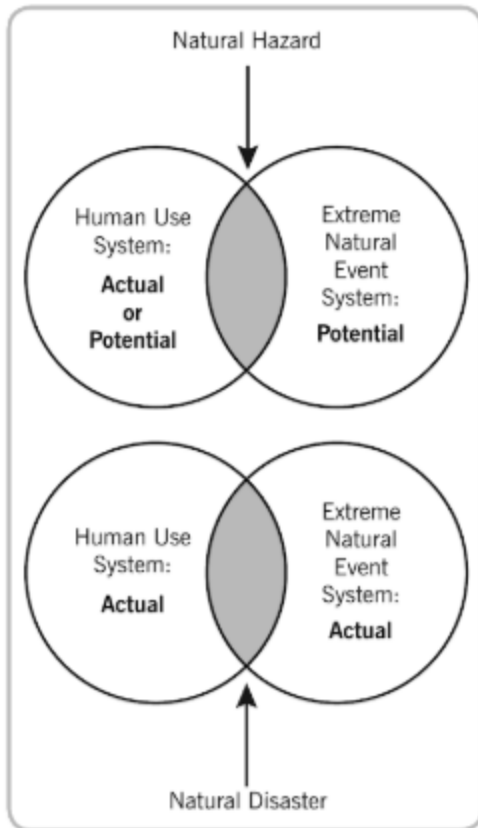 Natural Hazard
Human Use
System:
Actual
or
Potential
Extreme
Natural
Event
System:
Potential
Human Use
System:
Actual
Extreme
Natural
Event
System:
Actual
Natural Disaster